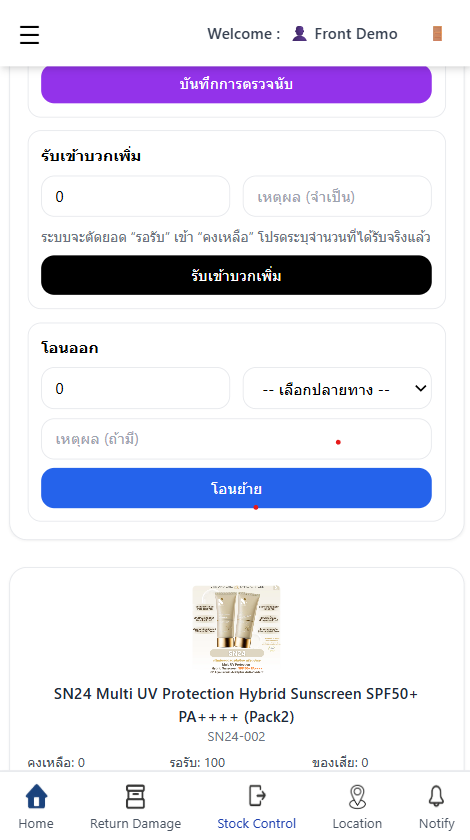 Welcome : Front Demo
บันทึกการตรวจนับ
รับเข้าบวกเพิ่ม
0
เหตุผล (จำเป็น)
ระบบจะตัดยอด “รอรับ” เข้า “คงเหลือ” โปรดระบุจำนวนที่ได้รับจริงแล้ว
รับเข้าบวกเพิ่ม
โอนออก
0
-- เลือกปลายทาง --
เหตุผล (ถ้ามี)
โอนย้าย
SN24
SN24 Multi UV Protection Hybrid Sunscreen SPF50+
PA++++ (Pack2)
SN24-002
คงเหลือ: 0 รอรับ: 100 ของเสีย: 0
Home Return Damage Stock Control Location Notify